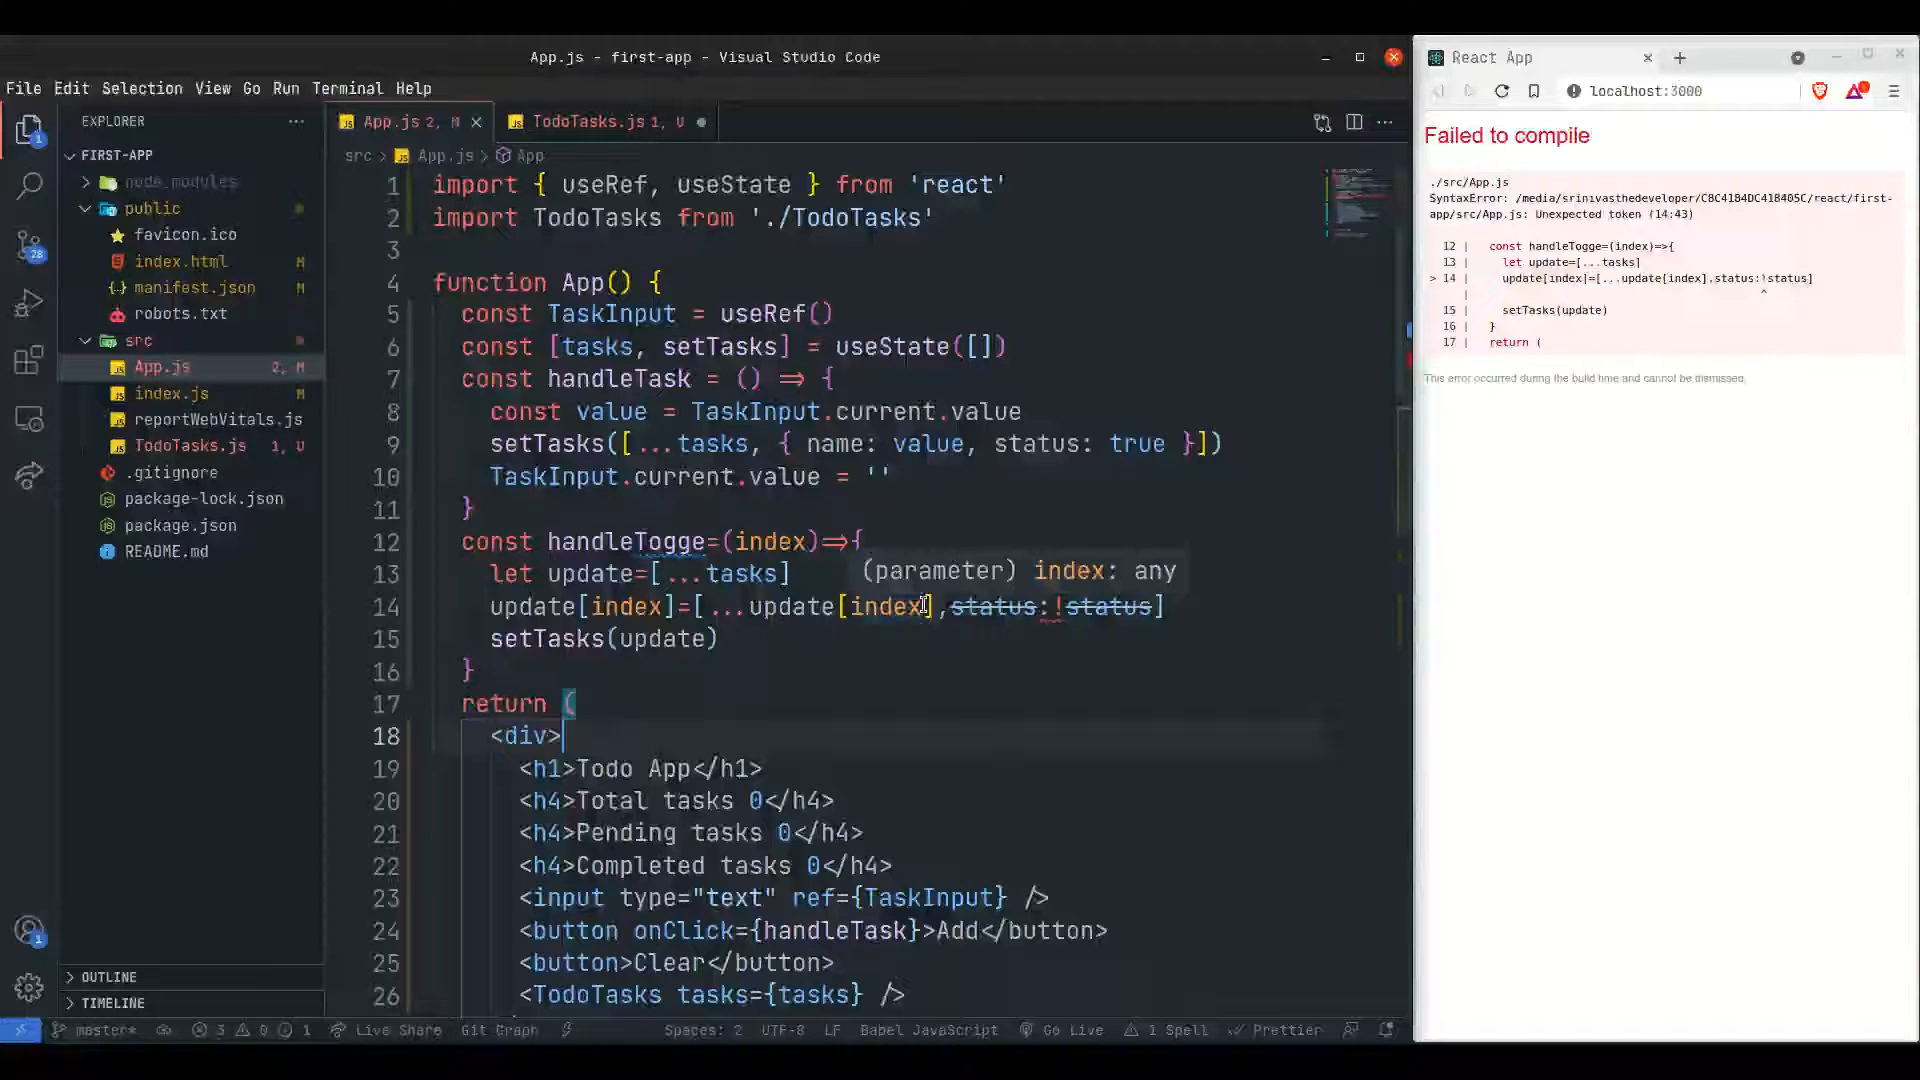 App.js - first-app - Visual Studio Code
File Edit Selection View Go Run Terminal Help
EXPLORER
FIRST-APP
node_modules
public
favicon.ico
index.html M
manifest.json M
robots.txt
src
App.js 2, M
index.js M
reportWebVitals.js
TodoTasks.js 1, U
.gitignore
package-lock.json
package.json
README.md
OUTLINE
TIMELINE
1
28
1
App.js 2, M
TodoTasks.js 1, U
src > App.js > App
1 import { useRef, useState } from 'react'
2 import TodoTasks from './TodoTasks'
3
4 function App() {
5 const TaskInput = useRef()
6 const [tasks, setTasks] = useState([])
7 const handleTask = () => {
8 const value = TaskInput.current.value
9 setTasks([...tasks, { name: value, status: true }])
10 TaskInput.current.value = ''
11 }
12 const handleTogge=(index)=>{
(parameter) index: any
13 let update=[...tasks]
14 update[index]=[...update[index],status:!status]
15 setTasks(update)
16 }
17 return (
18 <div>
19 <h1>Todo App</h1>
20 <h4>Total tasks 0</h4>
21 <h4>Pending tasks 0</h4>
22 <h4>Completed tasks 0</h4>
23 <input type="text" ref={TaskInput} />
24 <button onClick={handleTask}>Add</button>
25 <button>Clear</button>
26 <TodoTasks tasks={tasks} />
master* 3 0 1 Live Share Git Graph Spaces: 2 UTF-8 LF Babel JavaScript Go Live 1 Spell Prettier
React App
localhost:3000
Failed to compile
./src/App.js
SyntaxError: /media/srinivasthedeveloper/C8C4184DC418405C/react/first-
app/src/App.js: Unexpected token (14:43)
12 | const handleTogge=(index)=>{
13 | let update=[...tasks]
> 14 | update[index]=[...update[index],status:!status]
| ^
15 | setTasks(update)
16 | }
17 | return (
This error occurred during the build time and cannot be dismissed.